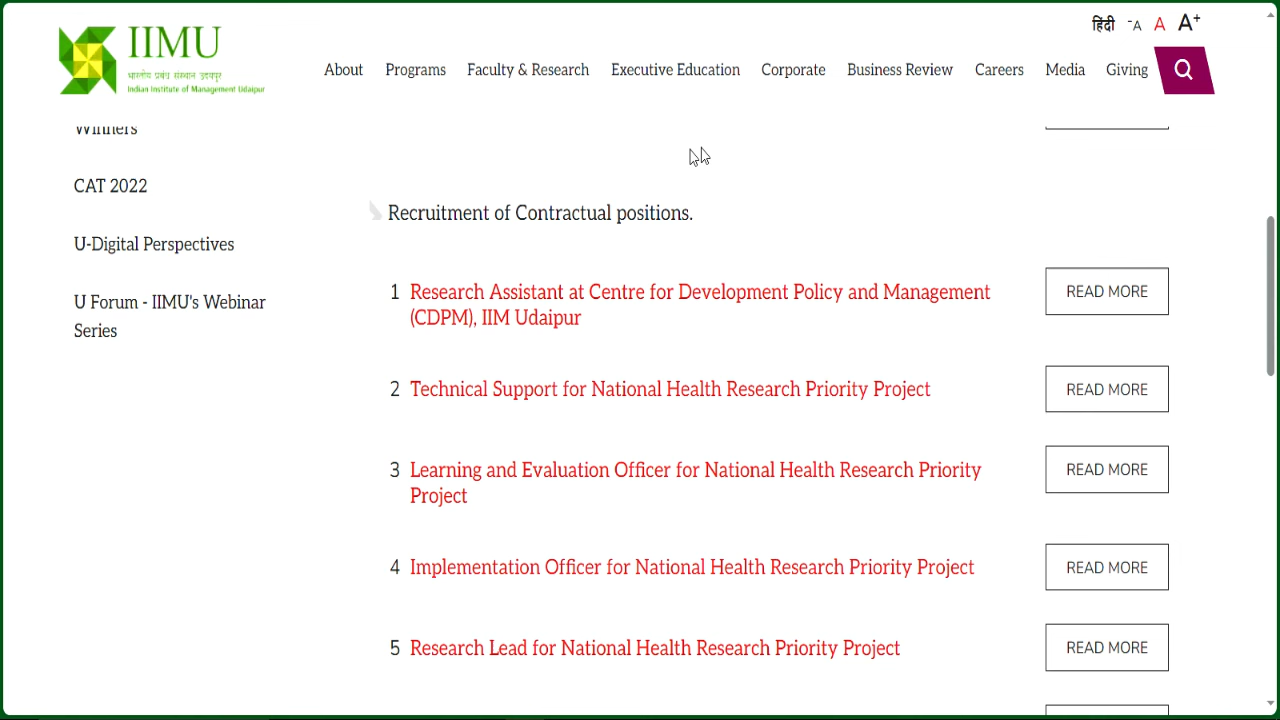 हिंदी -A A A+
IIMU
भारतीय प्रबंध संस्थान उदयपुर
Indian Institute of Management Udaipur
About Programs Faculty & Research Executive Education Corporate Business Review Careers Media Giving
Winners
CAT 2022
U-Digital Perspectives
U Forum - IIMU's Webinar
Series
Recruitment of Contractual positions.
1 Research Assistant at Centre for Development Policy and Management
(CDPM), IIM Udaipur
READ MORE
2 Technical Support for National Health Research Priority Project
READ MORE
3 Learning and Evaluation Officer for National Health Research Priority
Project
READ MORE
4 Implementation Officer for National Health Research Priority Project
READ MORE
5 Research Lead for National Health Research Priority Project
READ MORE